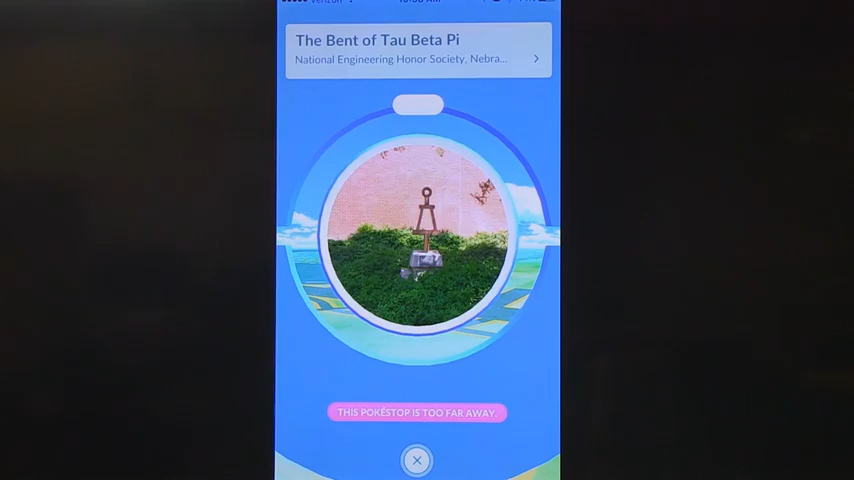 The Bent of Tau Beta Pi
National Engineering Honor Society, Nebra...
THIS POKÉSTOP IS TOO FAR AWAY.